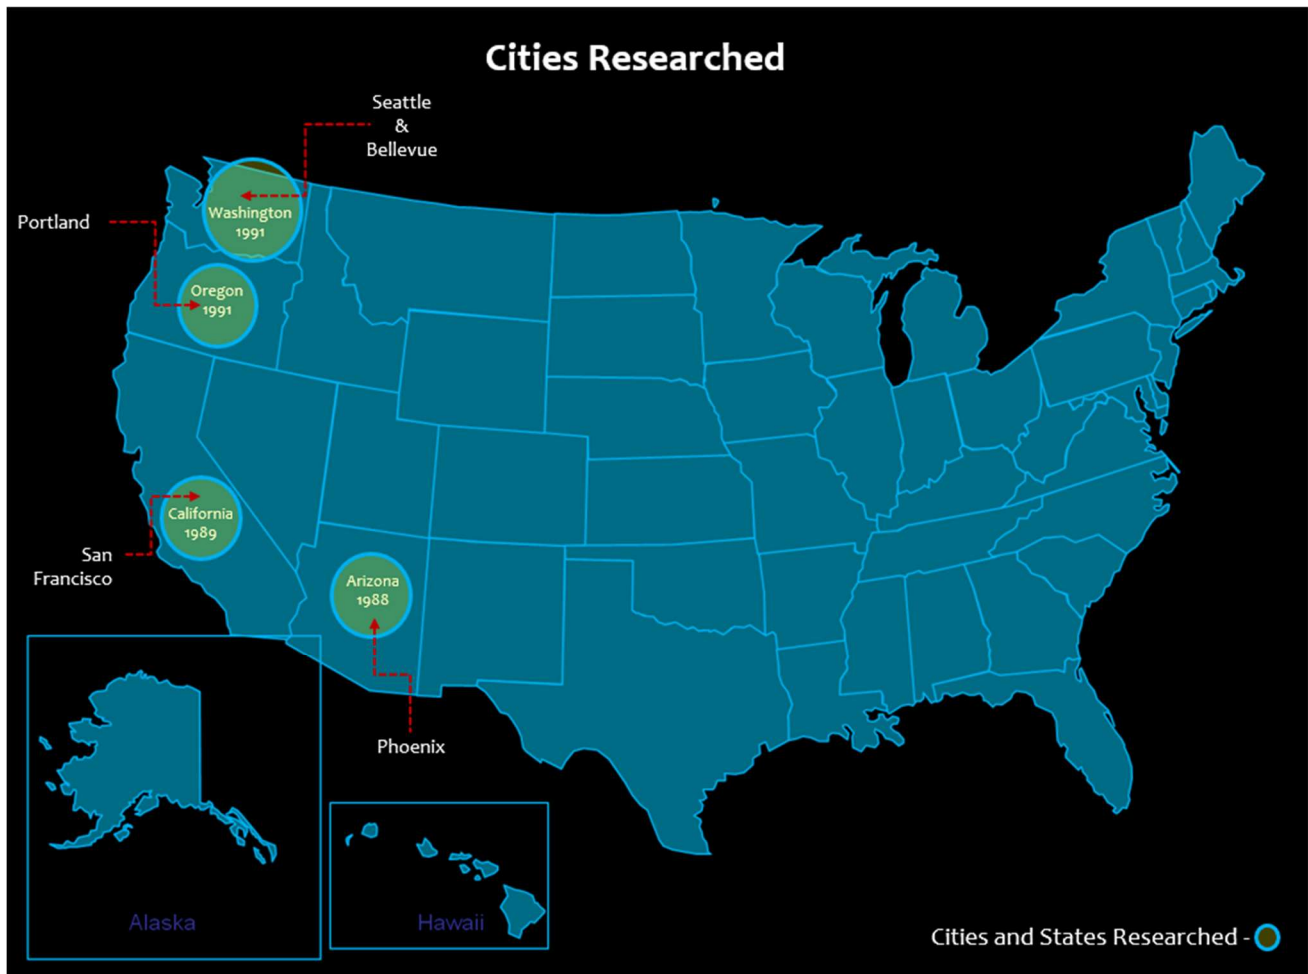 Cities Researched
Seattle
&
Bellevue
Portland
Washington
1991
Oregon
1991
California
1989
San
Francisco
Arizona
1988
Phoenix
Alaska
Hawaii
Cities and States Researched -